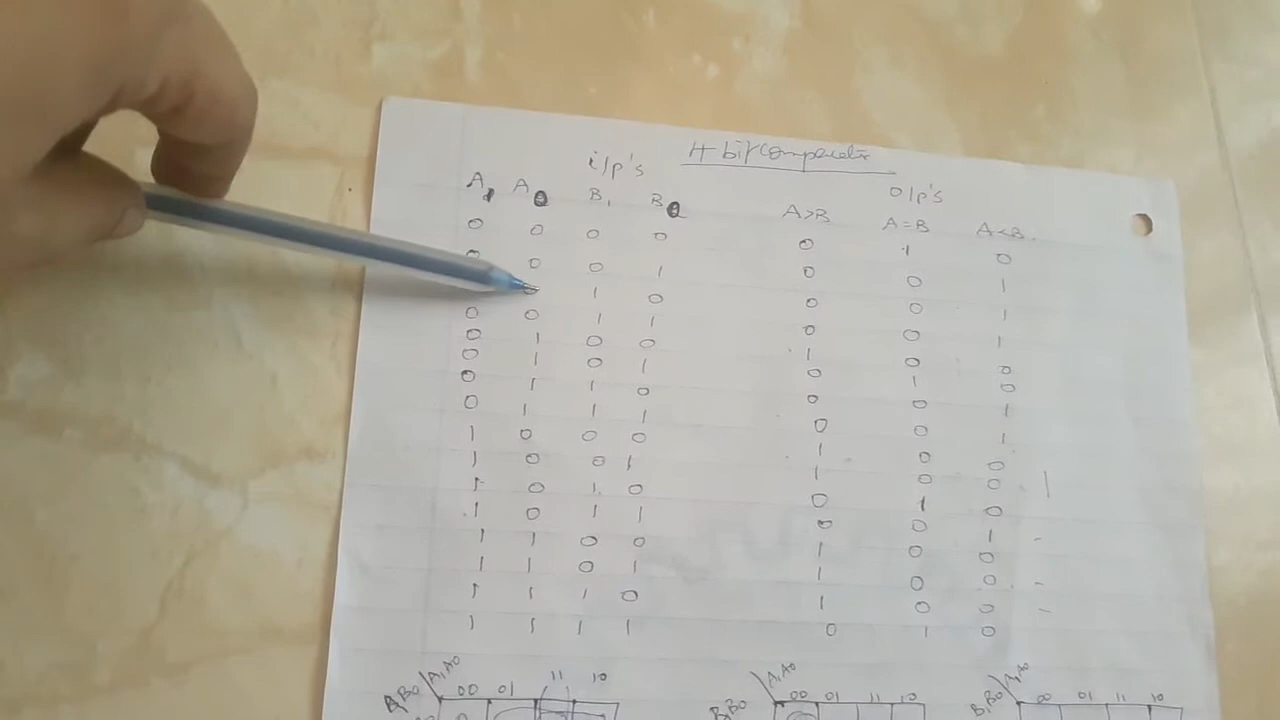 4 bit comparator
i/p's O/p's
A1 A0 B1 B0 A>B A=B A<B
0 0 0 0 0 1 0
0 0 0 1 0 0 1
0 0 1 0 0 0 1
0 0 1 1 0 0 1
0 1 0 0 1 0 0
0 1 0 1 0 1 0
0 1 1 0 0 0 1
0 1 1 1 0 0 1
1 0 0 0 1 0 0
1 0 0 1 1 0 0
1 0 1 0 0 1 0
1 0 1 1 0 0 1
1 1 0 0 1 0 0
1 1 0 1 1 0 0
1 1 1 0 1 0 0
1 1 1 1 0 1 0
B1B0 \ A1A0 00 01 11 10
B1B0 \ A1A0 00 01 11 10
B1B0 \ A1A0 00 01 11 10